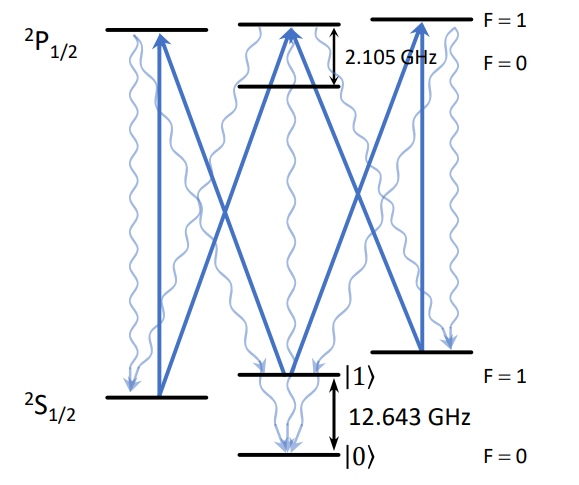 ²P₁/₂
F = 1
2.105 GHz
F = 0
²S₁/₂
|1⟩
F = 1
12.643 GHz
|0⟩
F = 0